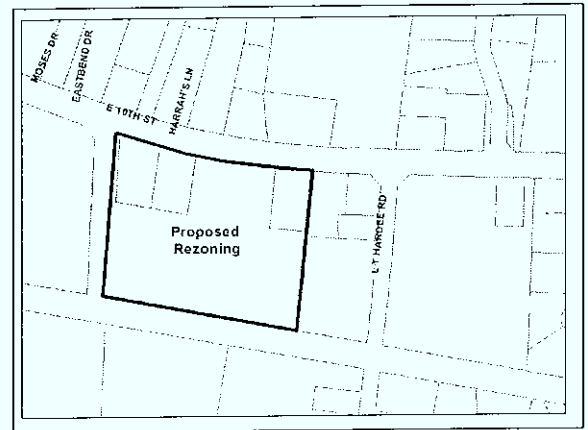 MOSES DR
EASTBEND DR
HARRAH'S LN
E 10TH ST
Proposed
Rezoning
L T HARDEE RD